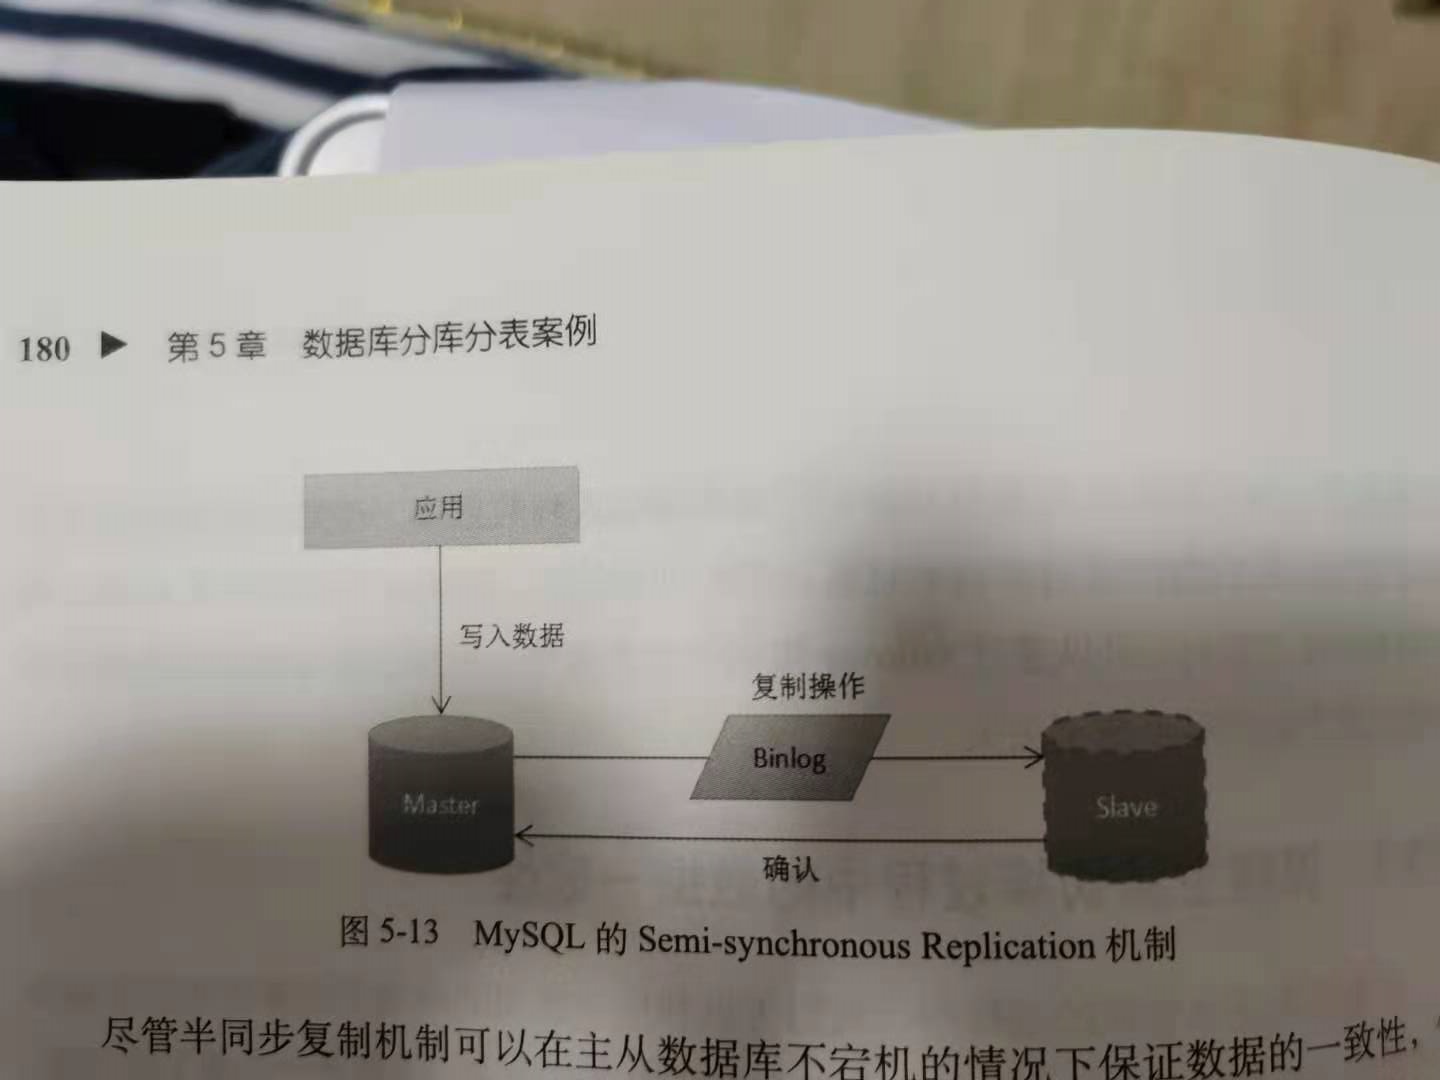 180 ▶ 第 5 章 数据库分库分表案例
应用
写入数据
复制操作
Binlog
Master
Slave
确认
图 5-13 MySQL 的 Semi-synchronous Replication 机制
尽管半同步复制机制可以在主从数据库不宕机的情况下保证数据的一致性，